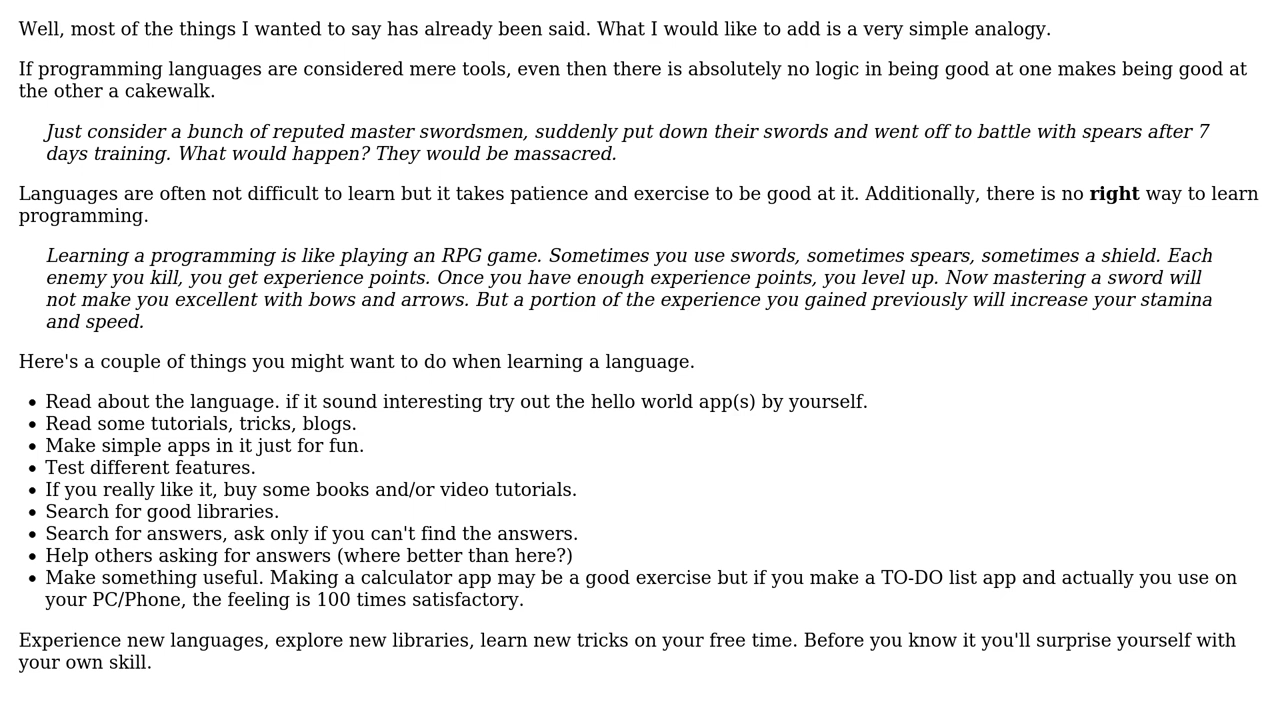 Well, most of the things I wanted to say has already been said. What I would like to add is a very simple analogy.
If programming languages are considered mere tools, even then there is absolutely no logic in being good at one makes being good at
the other a cakewalk.
Just consider a bunch of reputed master swordsmen, suddenly put down their swords and went off to battle with spears after 7
days training. What would happen? They would be massacred.
Languages are often not difficult to learn but it takes patience and exercise to be good at it. Additionally, there is no right way to learn
programming.
Learning a programming is like playing an RPG game. Sometimes you use swords, sometimes spears, sometimes a shield. Each
enemy you kill, you get experience points. Once you have enough experience points, you level up. Now mastering a sword will
not make you excellent with bows and arrows. But a portion of the experience you gained previously will increase your stamina
and speed.
Here's a couple of things you might want to do when learning a language.
• Read about the language. if it sound interesting try out the hello world app(s) by yourself.
• Read some tutorials, tricks, blogs.
• Make simple apps in it just for fun.
• Test different features.
• If you really like it, buy some books and/or video tutorials.
• Search for good libraries.
• Search for answers, ask only if you can't find the answers.
• Help others asking for answers (where better than here?)
• Make something useful. Making a calculator app may be a good exercise but if you make a TO-DO list app and actually you use on
your PC/Phone, the feeling is 100 times satisfactory.
Experience new languages, explore new libraries, learn new tricks on your free time. Before you know it you'll surprise yourself with
your own skill.